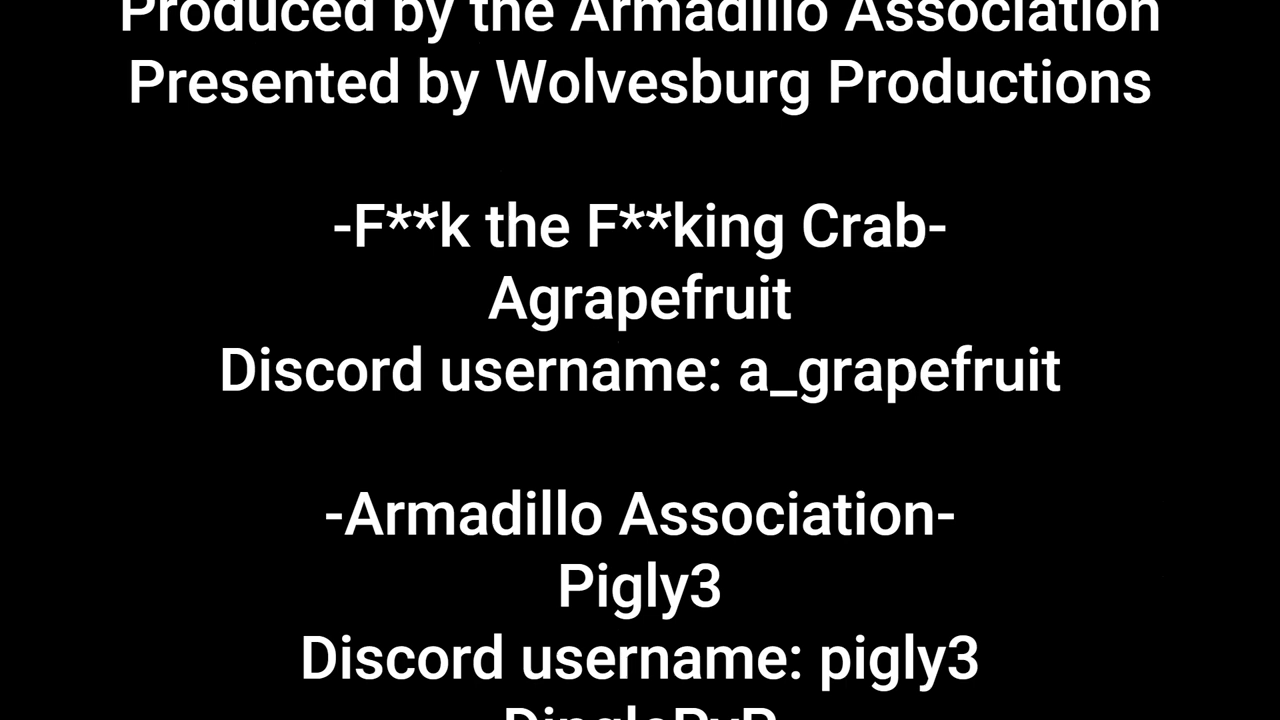 Produced by the Armadillo Association
Presented by Wolvesburg Productions
-F**k the F**king Crab-
Agrapefruit
Discord username: a_grapefruit
-Armadillo Association-
Pigly3
Discord username: pigly3